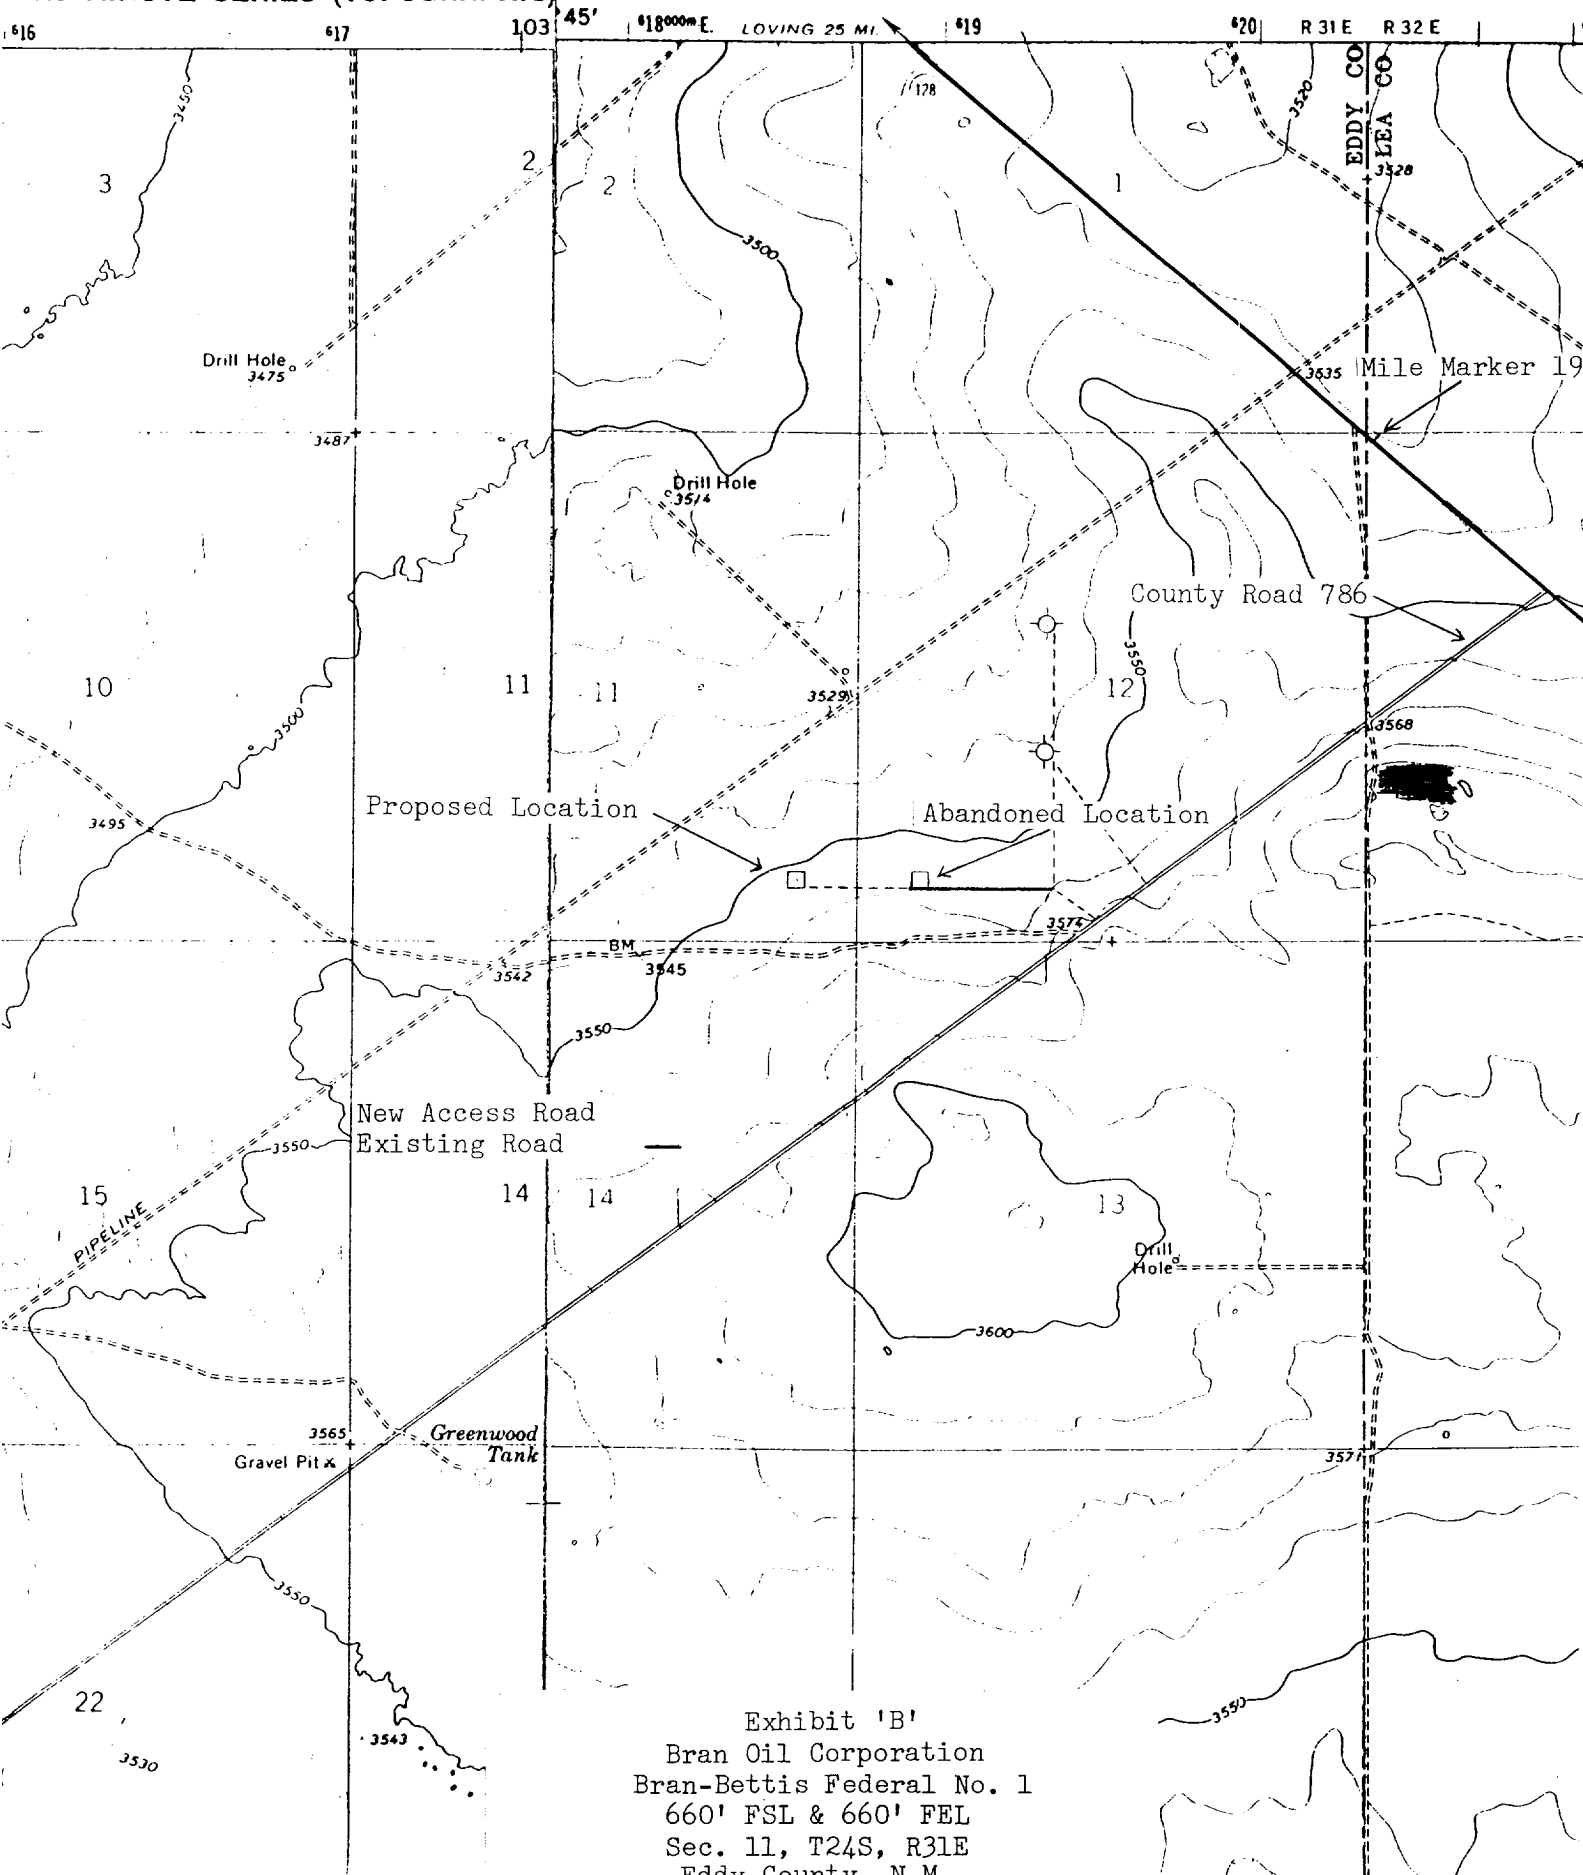 45'
616
617
103
618000m E.
LOVING 25 MI.
619
620
R 31 E
R 32 E
3450
128
3520
EDDY CO
LEA CO
3
2
2
1
3528
3500
Drill Hole
3475
3535
Mile Marker 19
3487
Drill Hole
3514
County Road 786
3550
10
11
11
12
3529
3500
3568
3495
Proposed Location
Abandoned Location
3574
BM
3542
3545
3550
New Access Road
3550
Existing Road
15
14
14
13
PIPELINE
Drill
Hole
3600
3565
Greenwood
Tank
Gravel Pit
3571
3550
22
3543
3530
3550
Exhibit 'B'
Bran Oil Corporation
Bran-Bettis Federal No. 1
660' FSL & 660' FEL
Sec. 11, T24S, R31E
Eddy County, N.M.